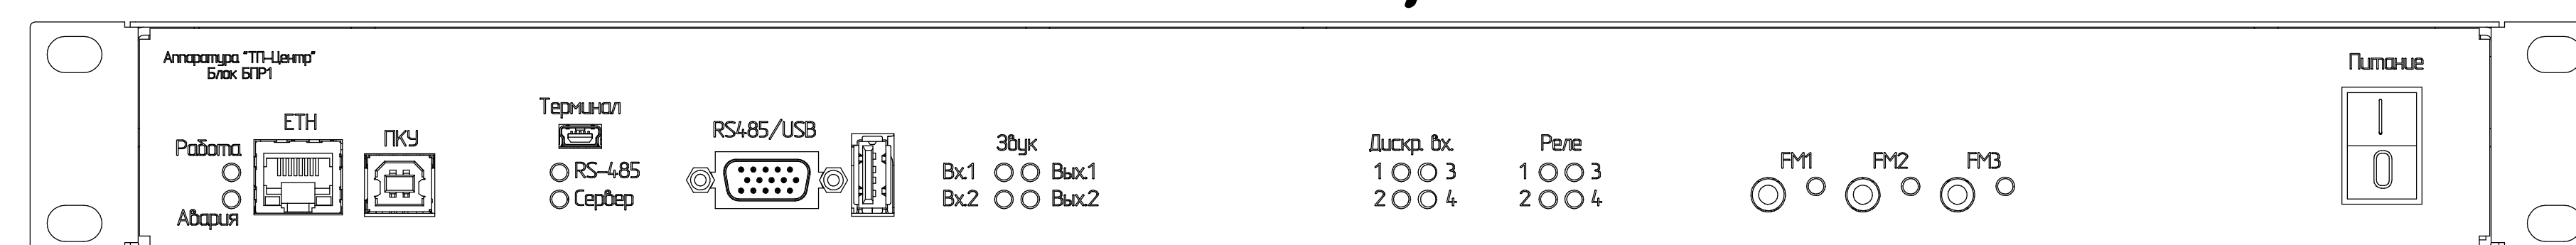 Аппаратура "ТП-Центр"
Блок БПР1
Питание
Терминал
ETH
ПКУ
RS485/USB
Звук
Дискр. вх.
Реле
Работа
FM1 FM2 FM3
RS-485
Вх.1 Вых.1
1 3
1 3
Сервер
Вх.2 Вых.2
2 4
2 4
Авария